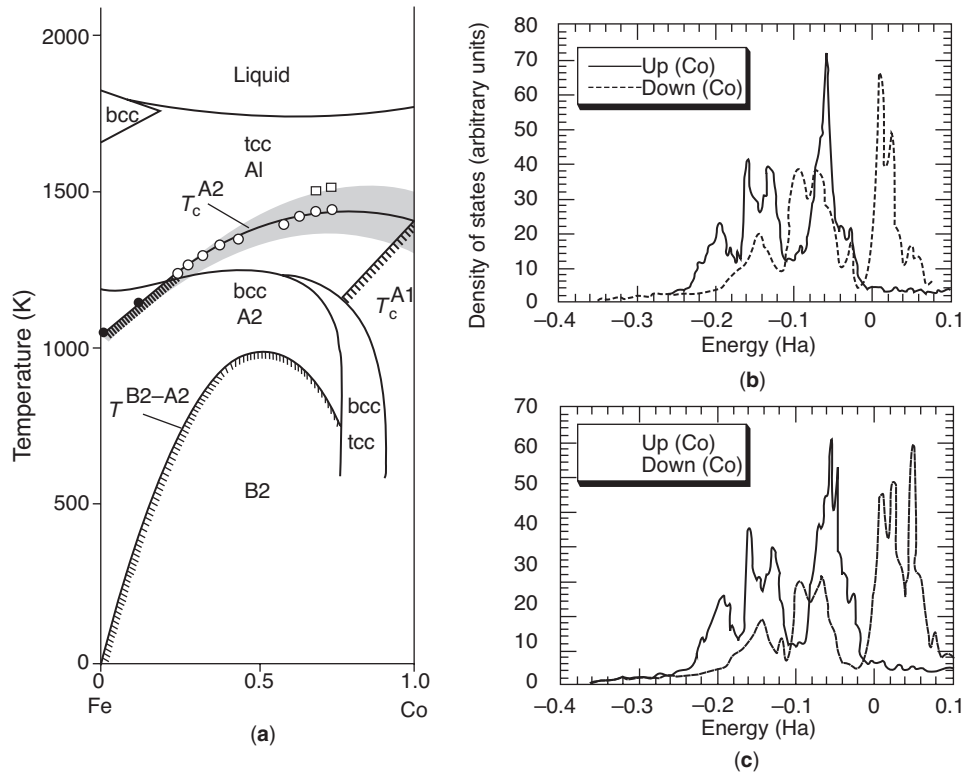 2000
1500
1000
500
0
Temperature (K)
Liquid
bcc
tcc
Al
T_c^A2
bcc
A2
T_c^A1
T^B2–A2
bcc
tcc
B2
0
0.5
1.0
Fe
Co
(a)
80
70
60
50
40
30
20
10
0
Density of states (arbitrary units)
Up (Co)
Down (Co)
–0.4
–0.3
–0.2
–0.1
0
0.1
Energy (Ha)
(b)
70
60
50
40
30
20
10
0
Up (Co)
Down (Co)
–0.4
–0.3
–0.2
–0.1
0
0.1
Energy (Ha)
(c)